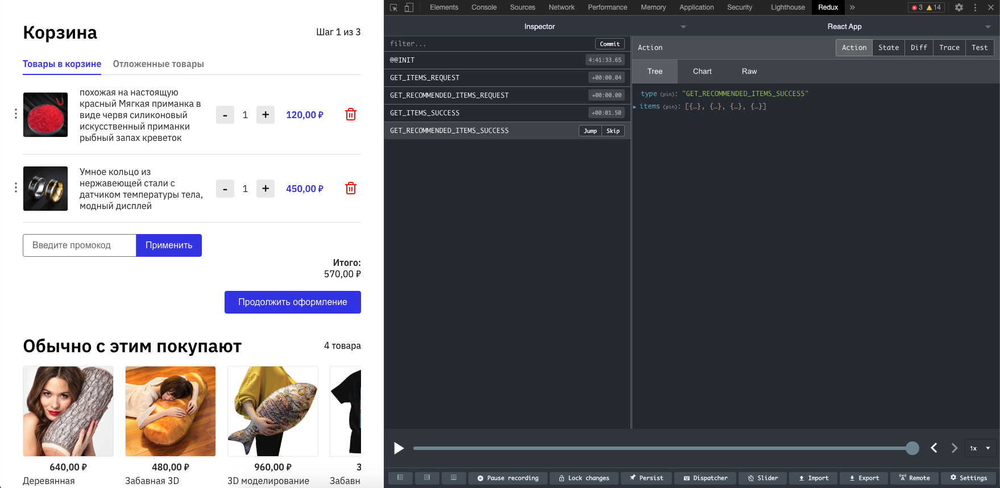 Корзина
Шаг 1 из 3
Товары в корзине
Отложенные товары
похожая на настоящую
красный Мягкая приманка в
виде червя силиконовый
искусственный приманки
рыбный запах креветок
- 1 + 120,00 ₽
Умное кольцо из
нержавеющей стали с
датчиком температуры тела,
модный дисплей
- 1 + 450,00 ₽
Введите промокод
Применить
Итого:
570,00 ₽
Продолжить оформление
Обычно с этим покупают
4 товара
640,00 ₽
480,00 ₽
960,00 ₽
3
Деревянная
Забавная 3D
3D моделирование
Забавн
Elements Console Sources Network Performance Memory Application Security Lighthouse Redux » 3 14
Inspector
React App
filter...
Commit
@@INIT 4:41:33.65
GET_ITEMS_REQUEST +00:00.04
GET_RECOMMENDED_ITEMS_REQUEST +00:00.00
GET_ITEMS_SUCCESS +00:01.50
GET_RECOMMENDED_ITEMS_SUCCESS Jump Skip
Action
Action State Diff Trace Test
Tree Chart Raw
type (pin): "GET_RECOMMENDED_ITEMS_SUCCESS"
items (pin): [{…}, {…}, {…}, {…}]
1x
Pause recording Lock changes Persist Dispatcher Slider Import Export Remote Settings